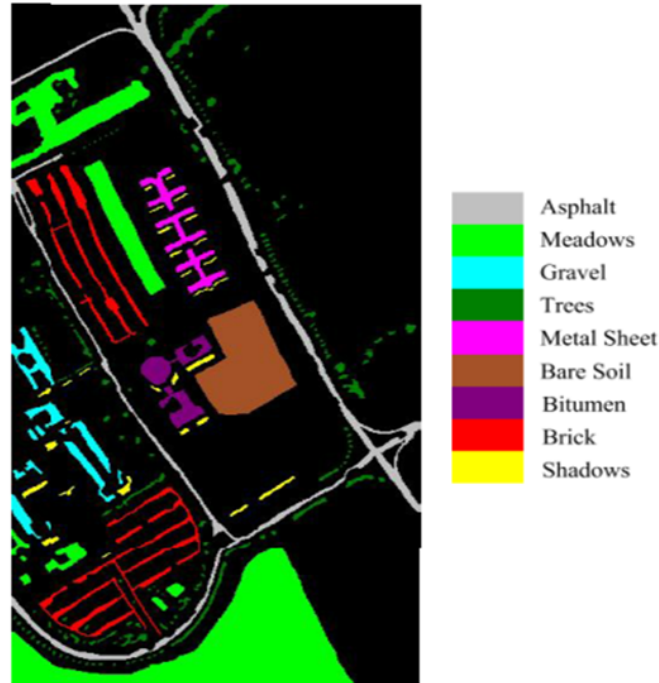 Asphalt
Meadows
Gravel
Trees
Metal Sheet
Bare Soil
Bitumen
Brick
Shadows